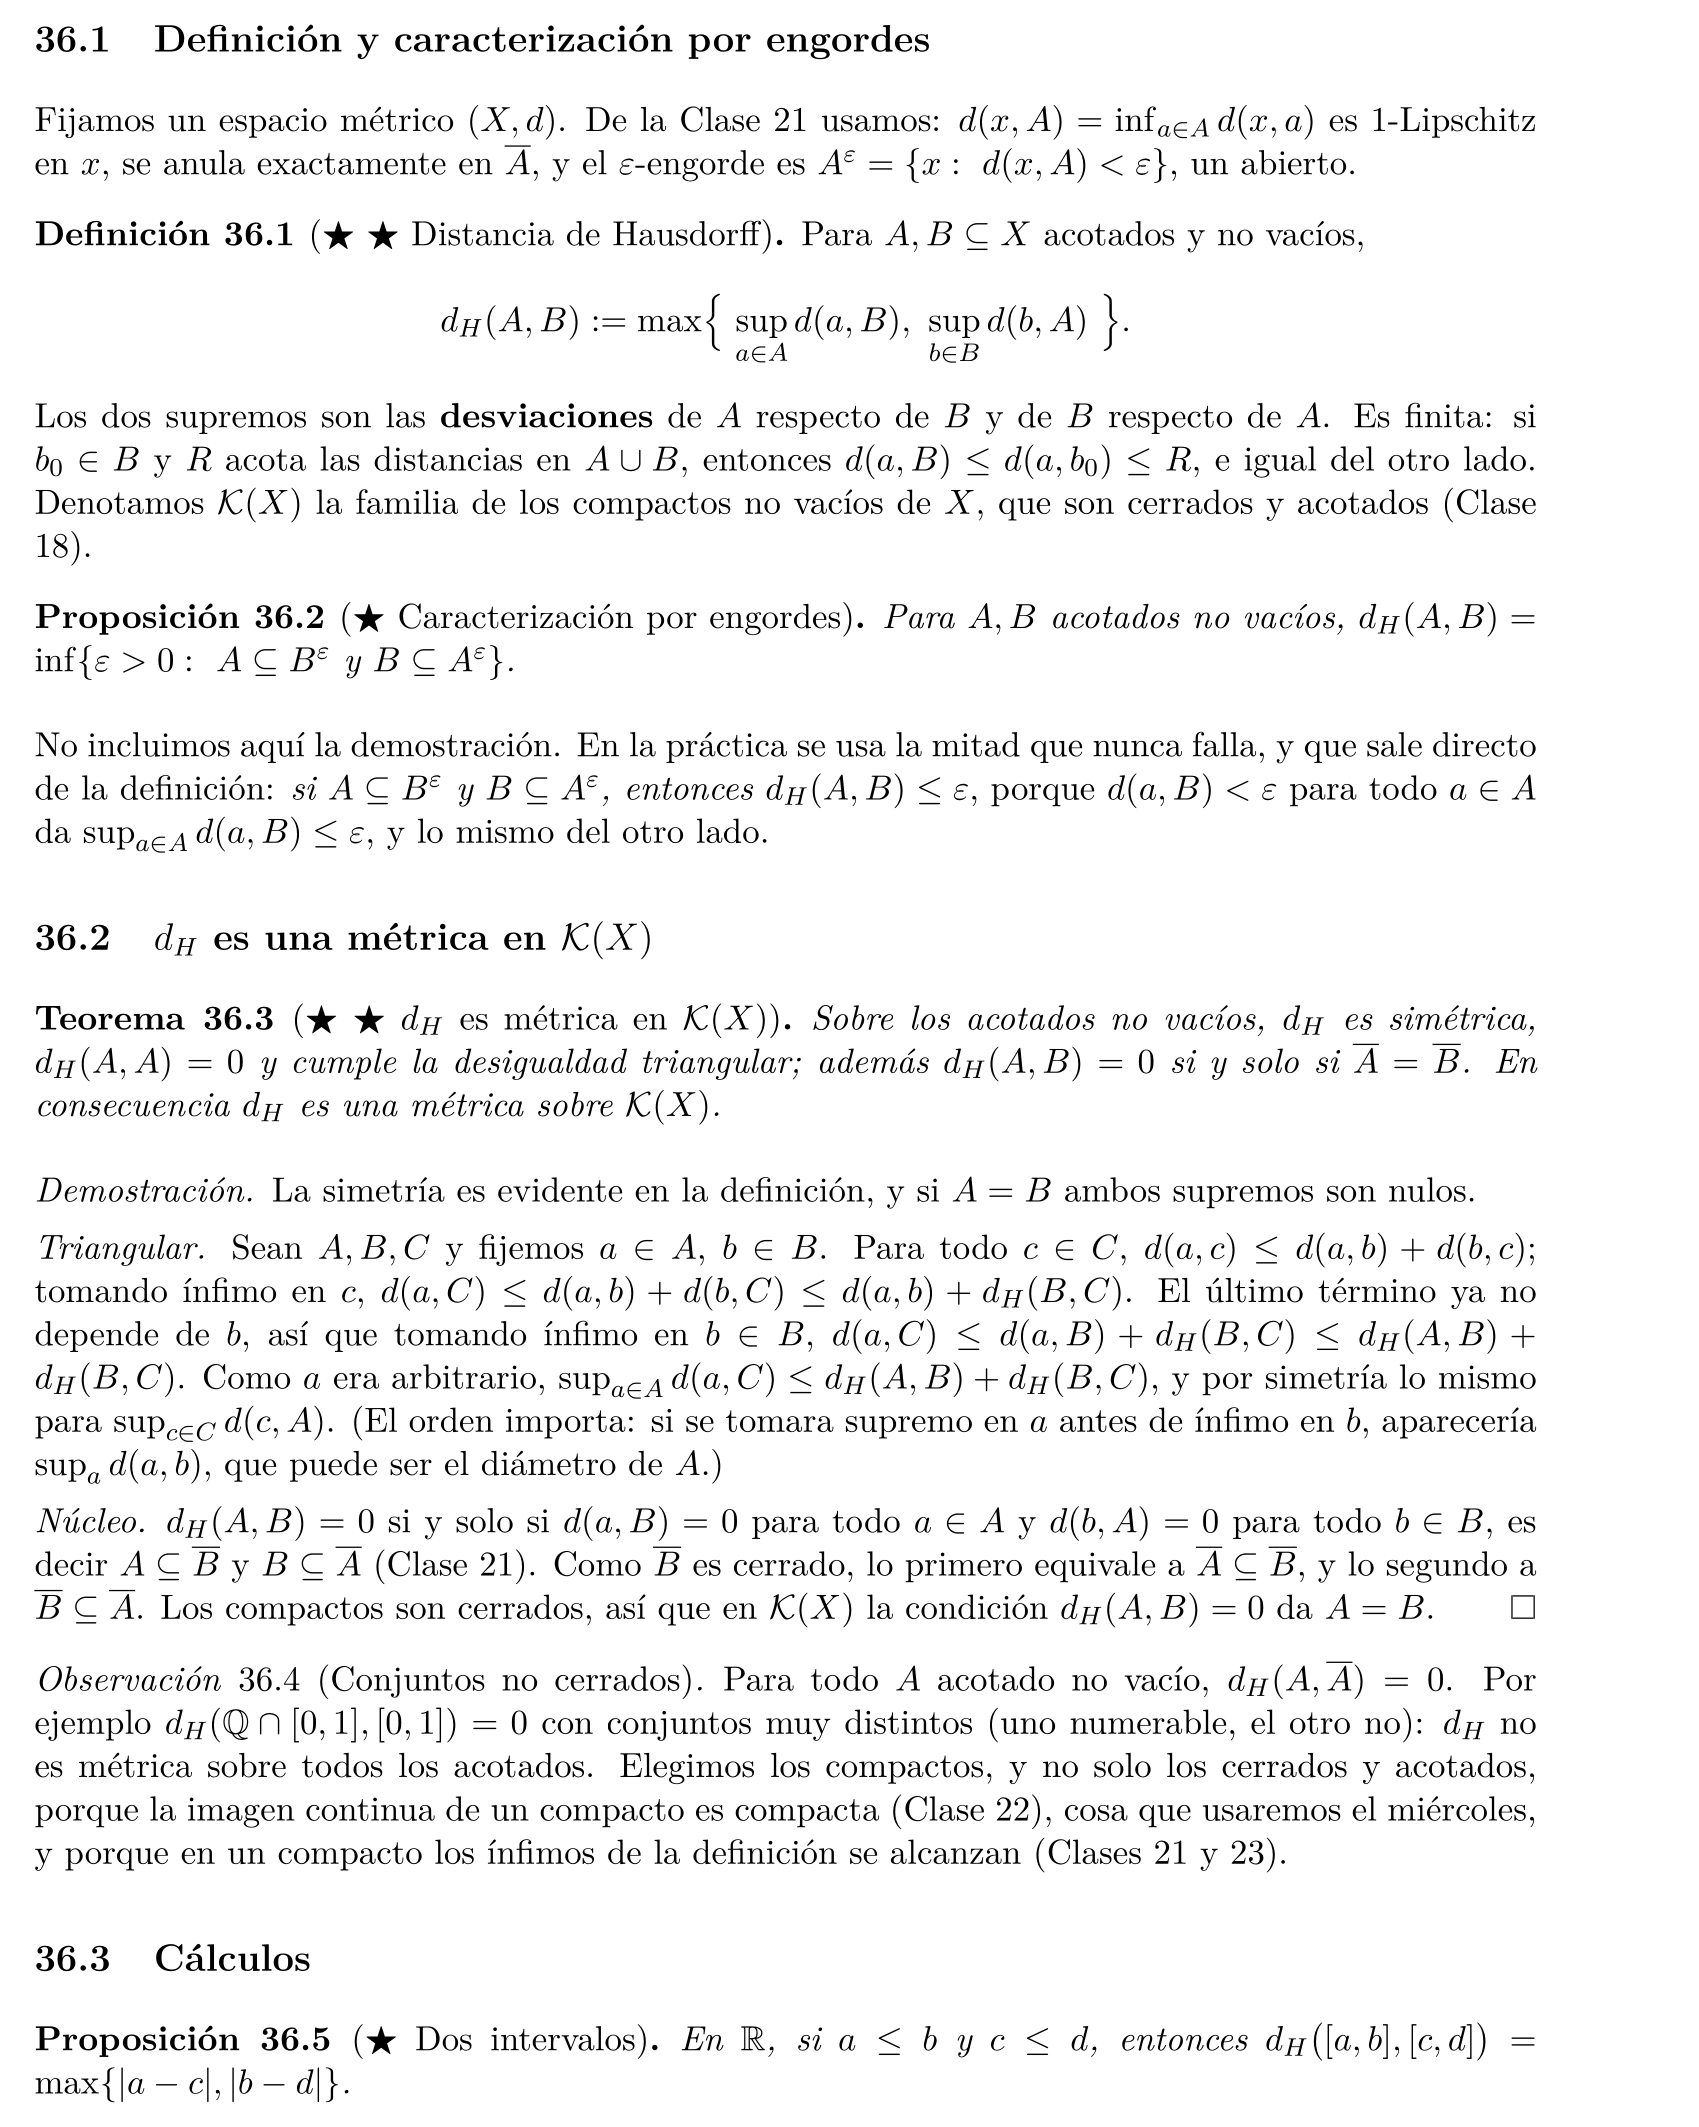 36.1 Definición y caracterización por engordes
Fijamos un espacio métrico (X, d). De la Clase 21 usamos: d(x, A) = inf_{a∈A} d(x, a) es 1-Lipschitz
en x, se anula exactamente en \overline{A}, y el ε-engorde es A^ε = {x : d(x, A) < ε}, un abierto.
Definición 36.1 (★ ★ Distancia de Hausdorff). Para A, B ⊆ X acotados y no vacíos,
d_H(A, B) := max{ sup_{a∈A} d(a, B), sup_{b∈B} d(b, A) }.
Los dos supremos son las desviaciones de A respecto de B y de B respecto de A. Es finita: si
b_0 ∈ B y R acota las distancias en A ∪ B, entonces d(a, B) ≤ d(a, b_0) ≤ R, e igual del otro lado.
Denotamos 𝒦(X) la familia de los compactos no vacíos de X, que son cerrados y acotados (Clase
18).
Proposición 36.2 (★ Caracterización por engordes). Para A, B acotados no vacíos, d_H(A, B) =
inf{ε > 0 : A ⊆ B^ε y B ⊆ A^ε}.
No incluimos aquí la demostración. En la práctica se usa la mitad que nunca falla, y que sale directo
de la definición: si A ⊆ B^ε y B ⊆ A^ε, entonces d_H(A, B) ≤ ε, porque d(a, B) < ε para todo a ∈ A
da sup_{a∈A} d(a, B) ≤ ε, y lo mismo del otro lado.
36.2 d_H es una métrica en 𝒦(X)
Teorema 36.3 (★ ★ d_H es métrica en 𝒦(X)). Sobre los acotados no vacíos, d_H es simétrica,
d_H(A, A) = 0 y cumple la desigualdad triangular; además d_H(A, B) = 0 si y solo si \overline{A} = \overline{B}. En
consecuencia d_H es una métrica sobre 𝒦(X).
Demostración. La simetría es evidente en la definición, y si A = B ambos supremos son nulos.
Triangular. Sean A, B, C y fijemos a ∈ A, b ∈ B. Para todo c ∈ C, d(a, c) ≤ d(a, b) + d(b, c);
tomando ínfimo en c, d(a, C) ≤ d(a, b) + d(b, C) ≤ d(a, b) + d_H(B, C). El último término ya no
depende de b, así que tomando ínfimo en b ∈ B, d(a, C) ≤ d(a, B) + d_H(B, C) ≤ d_H(A, B) +
d_H(B, C). Como a era arbitrario, sup_{a∈A} d(a, C) ≤ d_H(A, B) + d_H(B, C), y por simetría lo mismo
para sup_{c∈C} d(c, A). (El orden importa: si se tomara supremo en a antes de ínfimo en b, aparecería
sup_a d(a, b), que puede ser el diámetro de A.)
Núcleo. d_H(A, B) = 0 si y solo si d(a, B) = 0 para todo a ∈ A y d(b, A) = 0 para todo b ∈ B, es
decir A ⊆ \overline{B} y B ⊆ \overline{A} (Clase 21). Como \overline{B} es cerrado, lo primero equivale a \overline{A} ⊆ \overline{B}, y lo segundo a
\overline{B} ⊆ \overline{A}. Los compactos son cerrados, así que en 𝒦(X) la condición d_H(A, B) = 0 da A = B. □
Observación 36.4 (Conjuntos no cerrados). Para todo A acotado no vacío, d_H(A, \overline{A}) = 0. Por
ejemplo d_H(ℚ ∩ [0, 1], [0, 1]) = 0 con conjuntos muy distintos (uno numerable, el otro no): d_H no
es métrica sobre todos los acotados. Elegimos los compactos, y no solo los cerrados y acotados,
porque la imagen continua de un compacto es compacta (Clase 22), cosa que usaremos el miércoles,
y porque en un compacto los ínfimos de la definición se alcanzan (Clases 21 y 23).
36.3 Cálculos
Proposición 36.5 (★ Dos intervalos). En ℝ, si a ≤ b y c ≤ d, entonces d_H([a, b], [c, d]) =
max{|a − c|, |b − d|}.